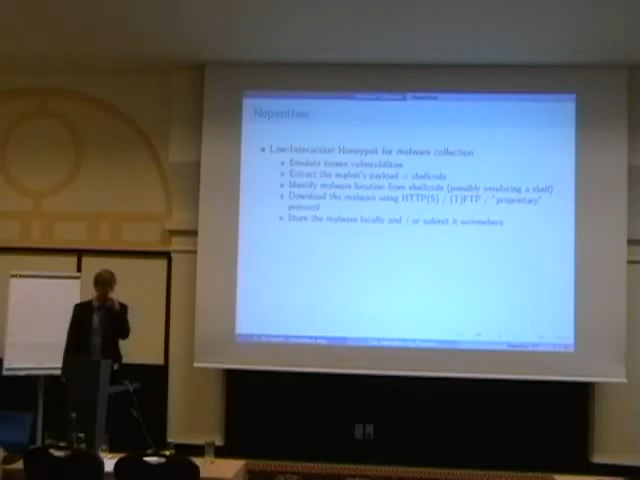 Nepenthes
Low-Interaction Honeypot for malware collection
Emulate known vulnerabilities
Extract the exploit's payload = shellcode
Identify malware location from shellcode (possibly emulating a shell)
Download the malware using HTTP(S) / (T)FTP / "proprietary"
protocol
Store the malware locally and / or submit it somewhere